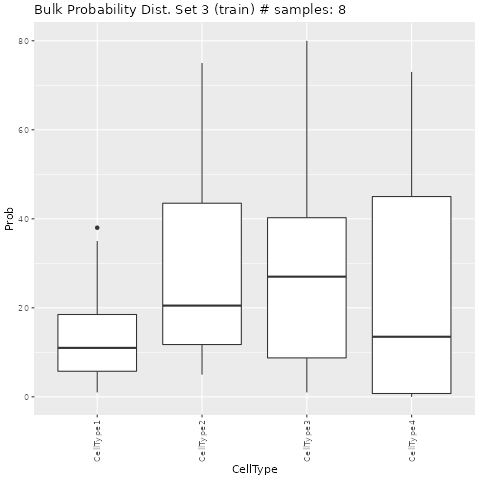 Bulk Probability Dist. Set 3 (train) # samples: 8
Prob
80
60
40
20
0
CellType1
CellType2
CellType3
CellType4
CellType